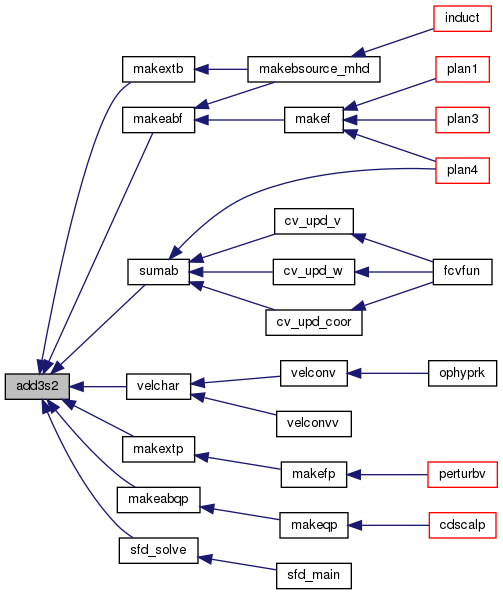 induct
makextb
makebsource_mhd
plan1
makeabf
makef
plan3
plan4
cv_upd_v
sumab
cv_upd_w
fcvfun
cv_upd_coor
add3s2
velchar
velconv
ophyprk
velconvv
makextp
makefp
perturbv
makeabqp
makeqp
cdscalp
sfd_solve
sfd_main